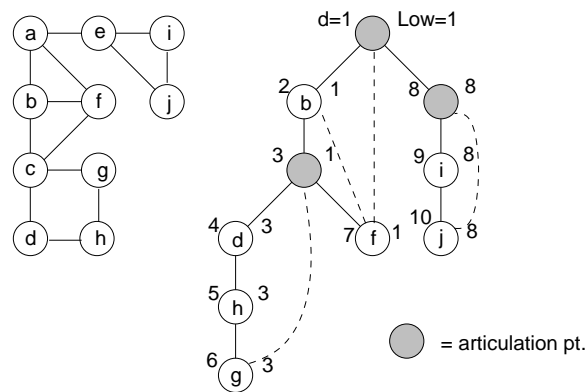 d=1 Low=1
a e i
2 b 1
8 8
b f j
3 1
9 i 8
c g
4 d 3
7 f 1
10 j 8
d h
5 h 3
6 g 3
= articulation pt.